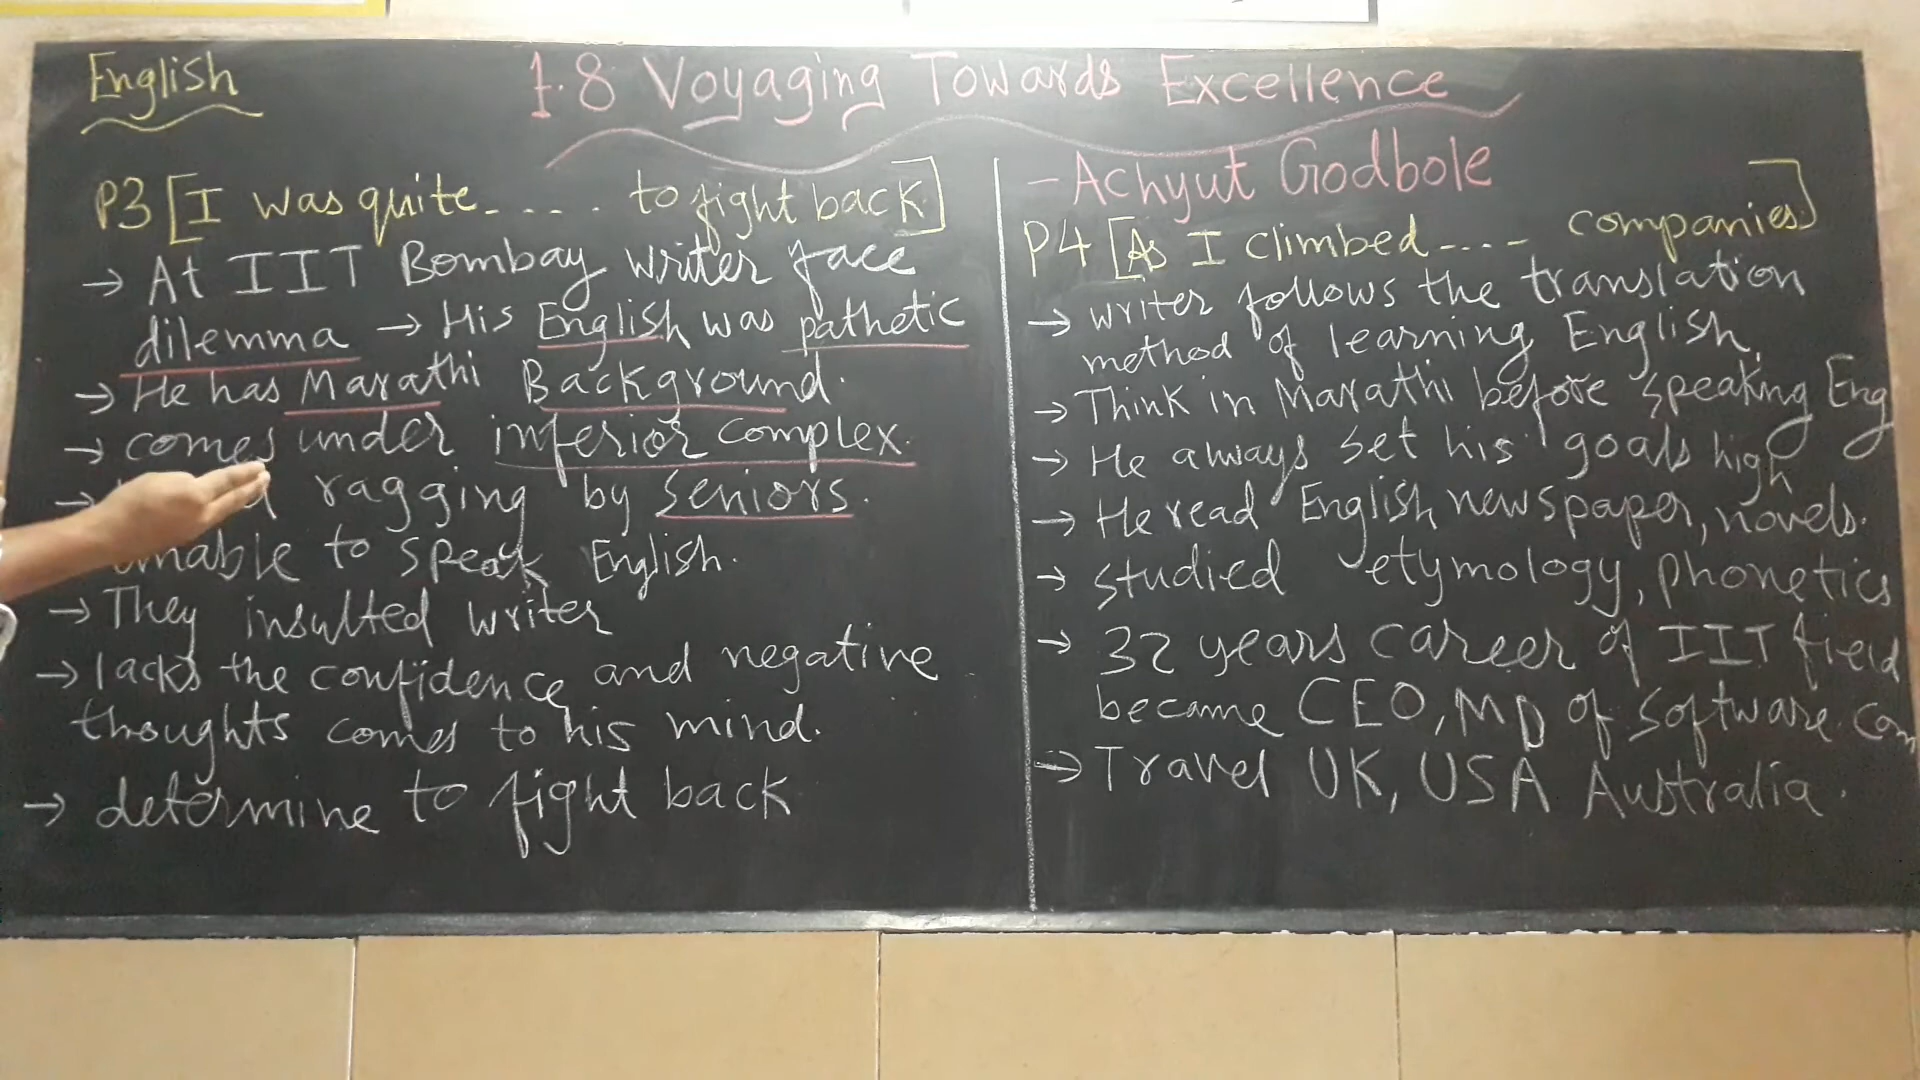 English
1.8 Voyaging Towards Excellence
- Achyut Godbole
P3 [I was quite..... to fight back]
→ At IIT Bombay writer face
dilemma → His English was pathetic
→ He has Marathi Background.
→ comes under inferior complex.
→ ragging by seniors.
unable to speak English.
→ They insulted writer
→ lacks the confidence and negative
thoughts comes to his mind.
→ determine to fight back
P4 [As I climbed.... companies]
→ writer follows the translation
method of learning English.
→ Think in Marathi before speaking Eng
→ He always set his goals high
→ He read English newspaper, novels.
→ studied etymology, phonetics
→ 32 years career of IIT field
became CEO, MD of software com
→ Travel UK, USA Australia.